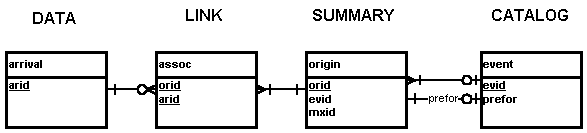 DATA LINK SUMMARY CATALOG
arrival assoc origin event
arid orid orid evid
arid evid prefor prefor
mxid